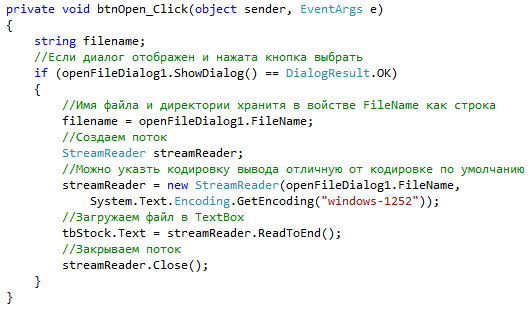 private void btnOpen_Click(object sender, EventArgs e)
{
    string filename;
    //Если диалог отображен и нажата кнопка выбрать
    if (openFileDialog1.ShowDialog() == DialogResult.OK)
    {
        //Имя файла и директории хранитя в войстве FileName как строка
        filename = openFileDialog1.FileName;
        //Создаем поток
        StreamReader streamReader;
        //Можно указть кодировку вывода отличную от кодировке по умолчанию
        streamReader = new StreamReader(openFileDialog1.FileName,
            System.Text.Encoding.GetEncoding("windows-1252"));
        //Загружаем файл в TextBox
        tbStock.Text = streamReader.ReadToEnd();
        //Закрываем поток
        streamReader.Close();
    }
}